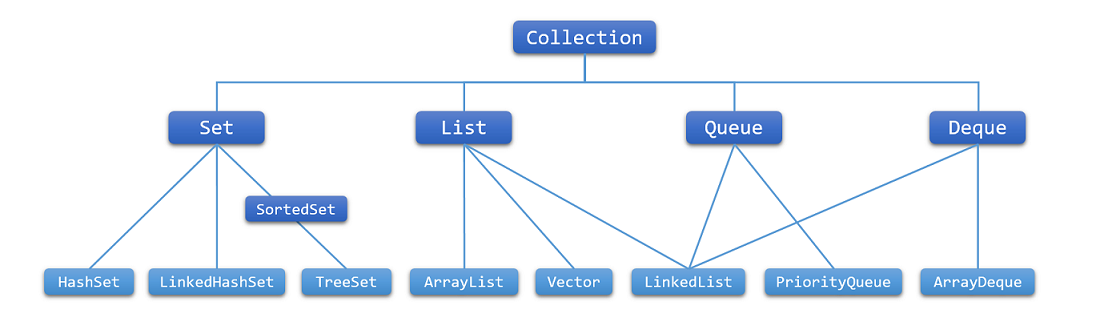 Collection
Set
List
Queue
Deque
SortedSet
HashSet
LinkedHashSet
TreeSet
ArrayList
Vector
LinkedList
PriorityQueue
ArrayDeque